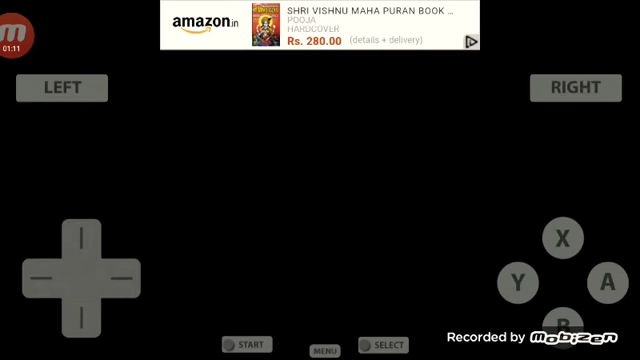 amazon.in
SHRI VISHNU MAHA PURAN BOOK ...
POOJA
HARDCOVER
Rs. 280.00 (details + delivery)
01:11
LEFT
RIGHT
X
Y
A
B
START
MENU
SELECT
Recorded by Mobizen